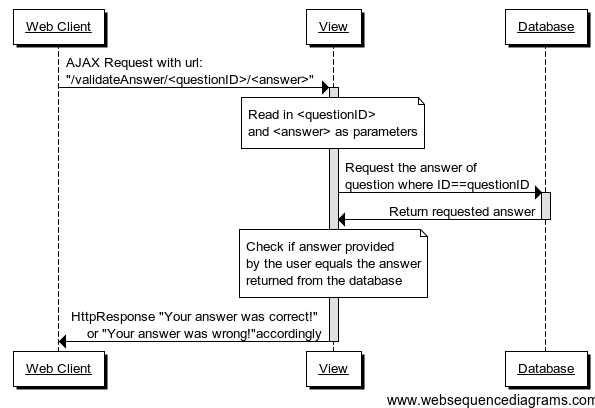 Web Client
View
Database
AJAX Request with url:
"/validateAnswer/<questionID>/<answer>"
Read in <questionID>
and <answer> as parameters
Request the answer of
question where ID==questionID
Return requested answer
Check if answer provided
by the user equals the answer
returned from the database
HttpResponse "Your answer was correct!"
or "Your answer was wrong!"accordingly
Web Client
View
Database
www.websequencediagrams.com